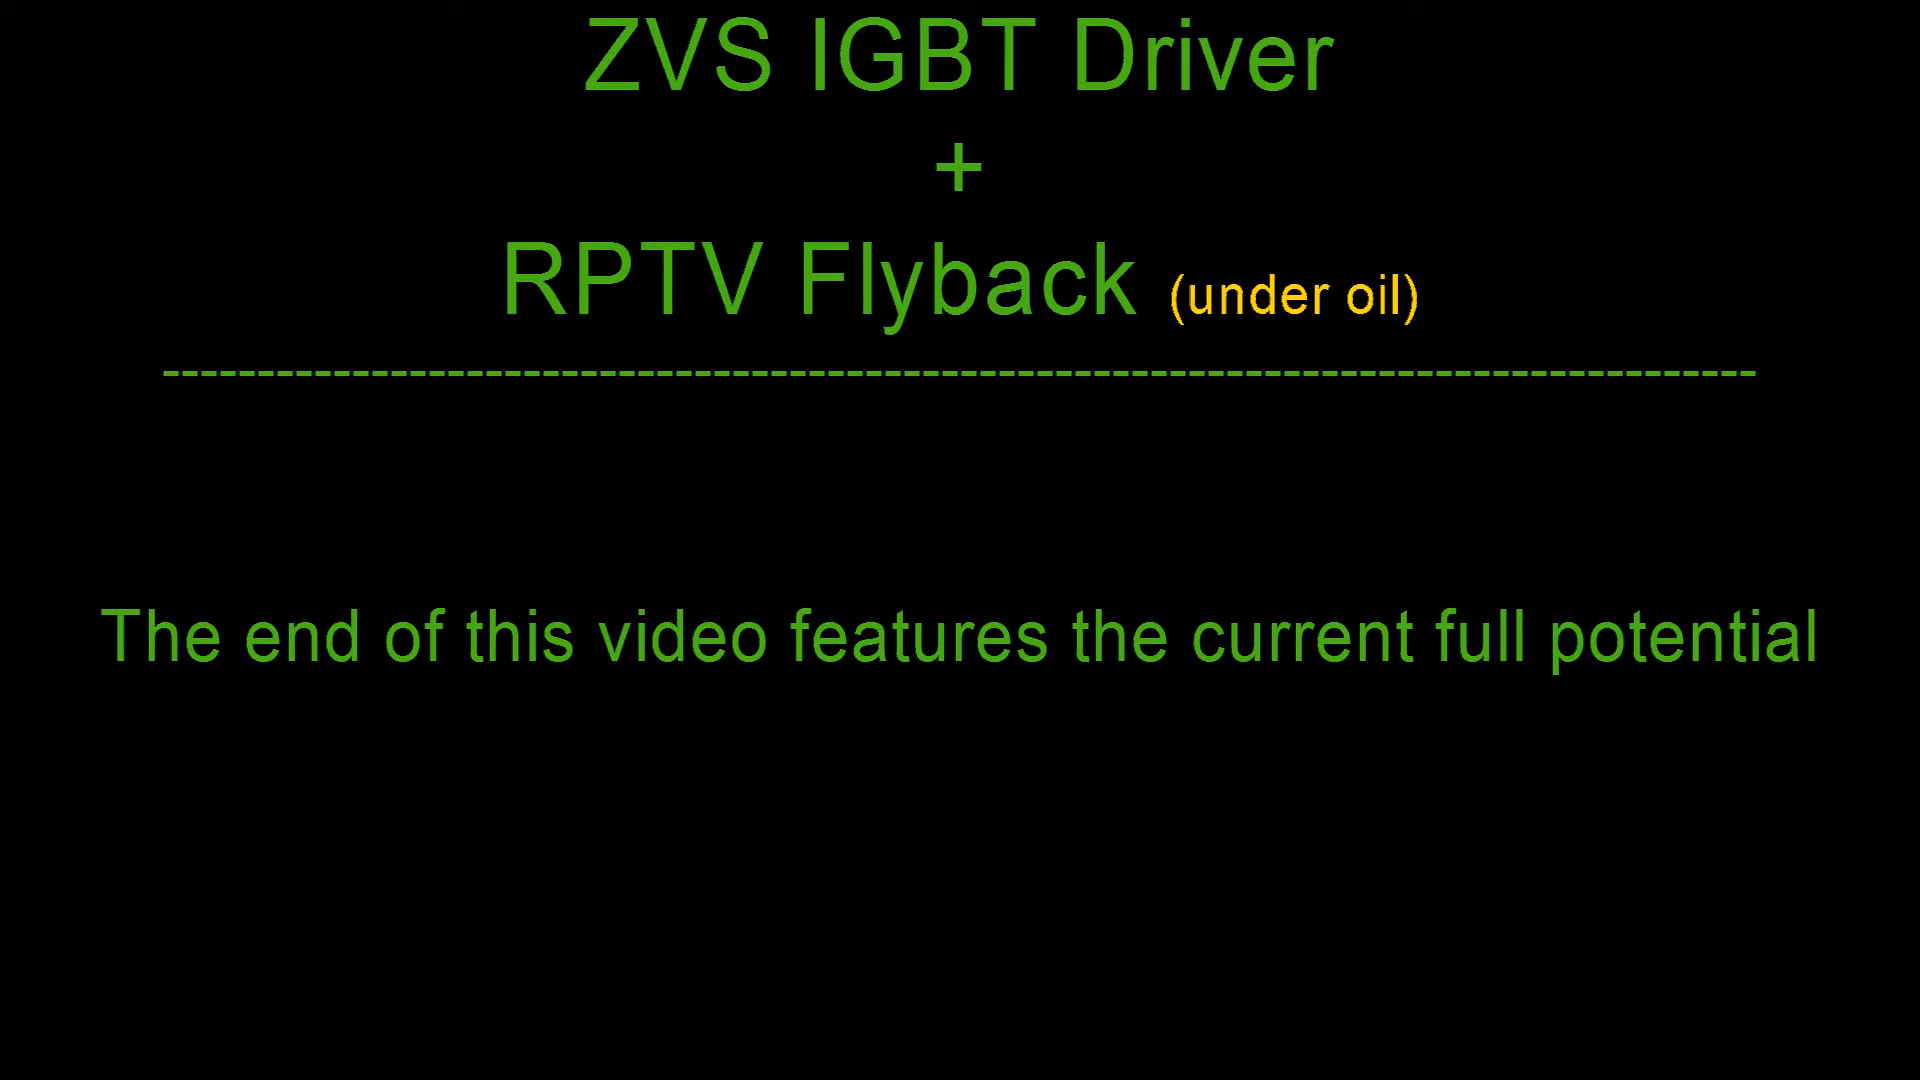 ZVS IGBT Driver
+
RPTV Flyback (under oil)
------------------------------------------------------------------------------------
The end of this video features the current full potential